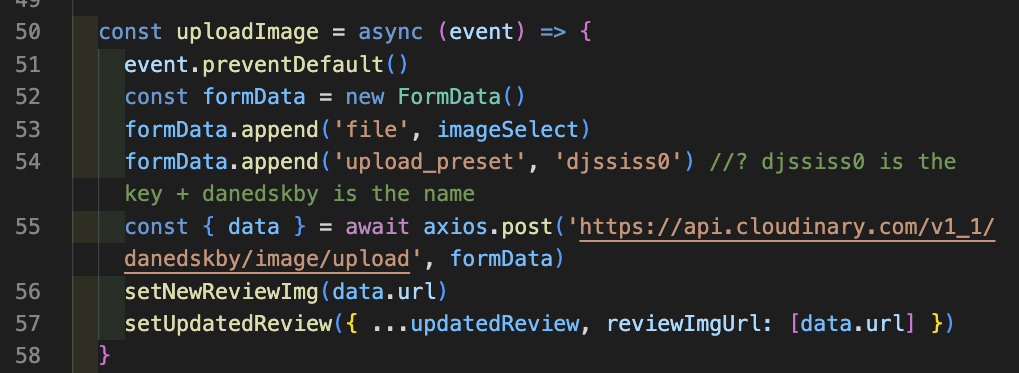 49
50 const uploadImage = async (event) => {
51 event.preventDefault()
52 const formData = new FormData()
53 formData.append('file', imageSelect)
54 formData.append('upload_preset', 'djssiss0') //? djssiss0 is the
key + danedskby is the name
55 const { data } = await axios.post('https://api.cloudinary.com/v1_1/
danedskby/image/upload', formData)
56 setNewReviewImg(data.url)
57 setUpdatedReview({ ...updatedReview, reviewImgUrl: [data.url] })
58 }